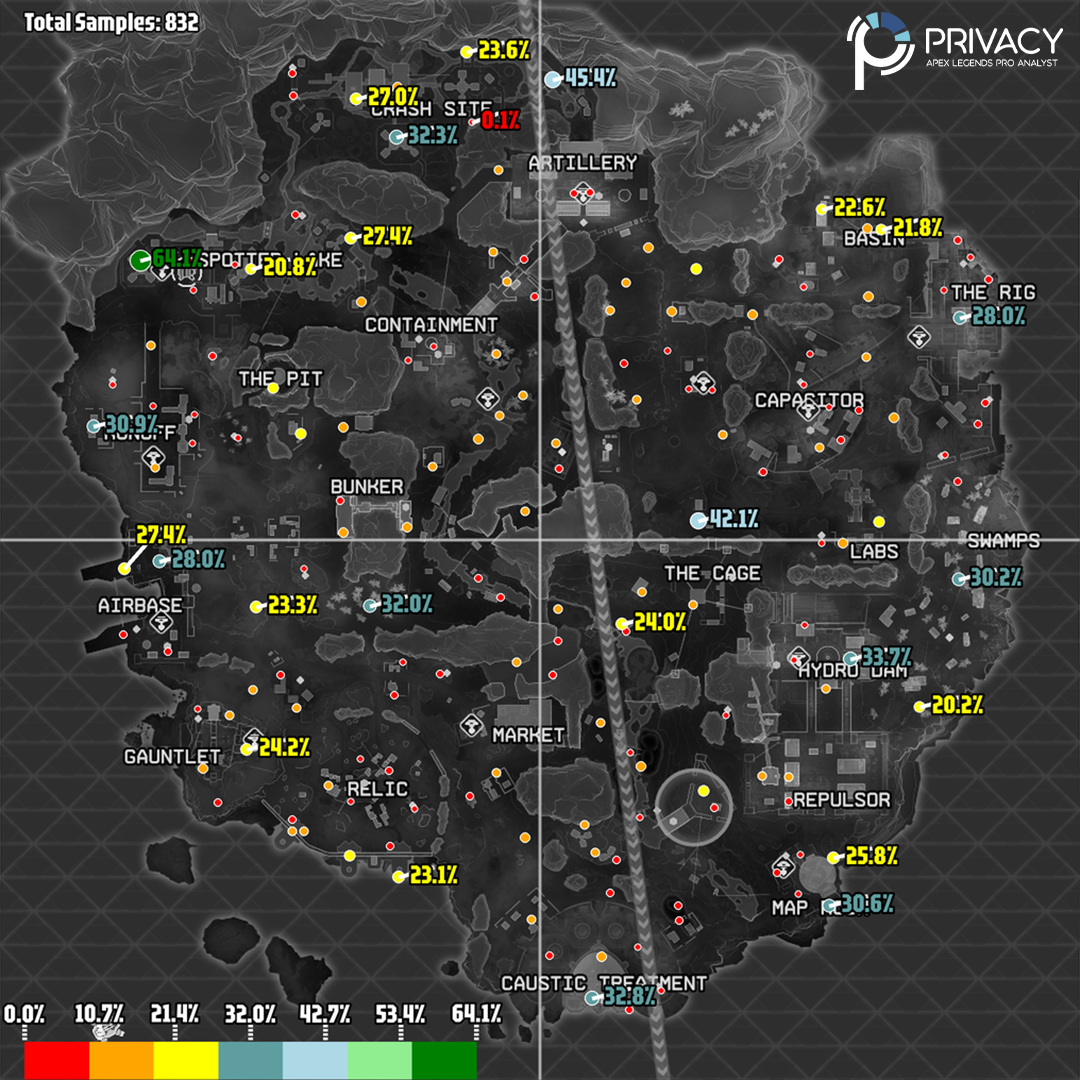 Total Samples: 832
PRIVACY
APEX LEGENDS PRO ANALYST
23.6%
45.4%
27.0%
CRASH SITE
0.1%
32.3%
ARTILLERY
22.6%
21.8%
BASIN
27.4%
64.1%
SPOTTED LAKE
20.8%
THE RIG
28.0%
CONTAINMENT
THE PIT
CAPACITOR
30.9%
RUNOFF
BUNKER
42.1%
27.4%
28.0%
SWAMPS
LABS
THE CAGE
30.2%
AIRBASE
23.3%
32.0%
24.0%
33.7%
HYDRO DAM
20.2%
MARKET
GAUNTLET
24.2%
RELIC
REPULSOR
25.8%
23.1%
MAP
30.6%
CAUSTIC TREATMENT
32.8%
0.0% 10.7% 21.4% 32.0% 42.7% 53.4% 64.1%